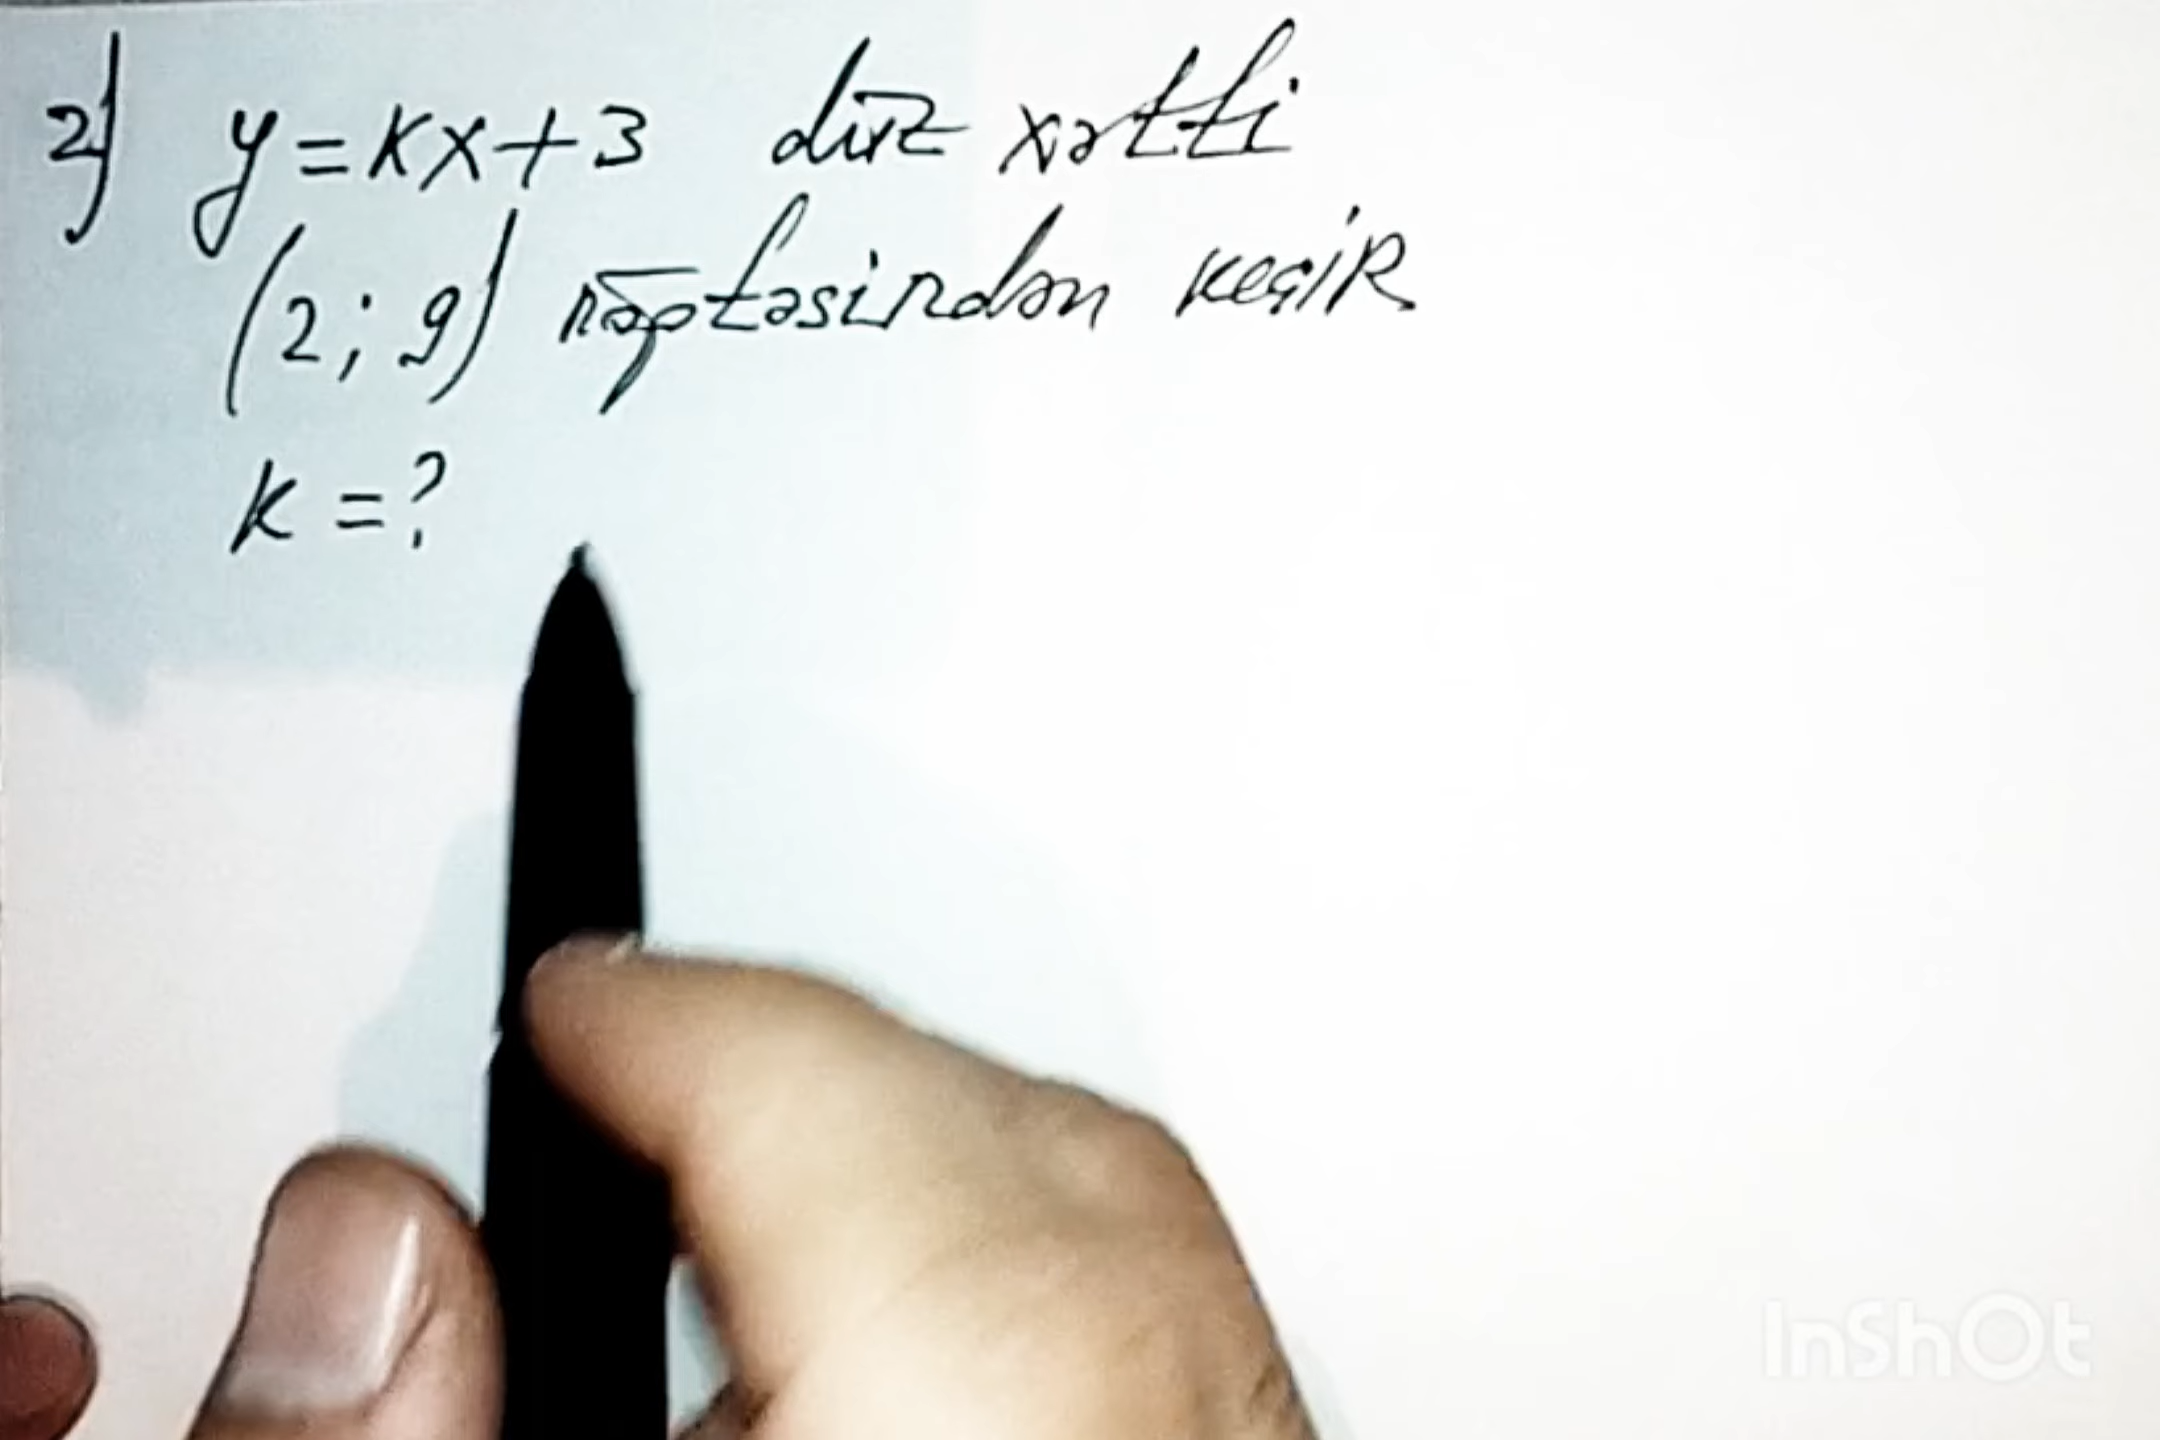 2) y=kx+3 düz xətti
(2; 9) nöqtəsindən keçir
k=?
InShOt